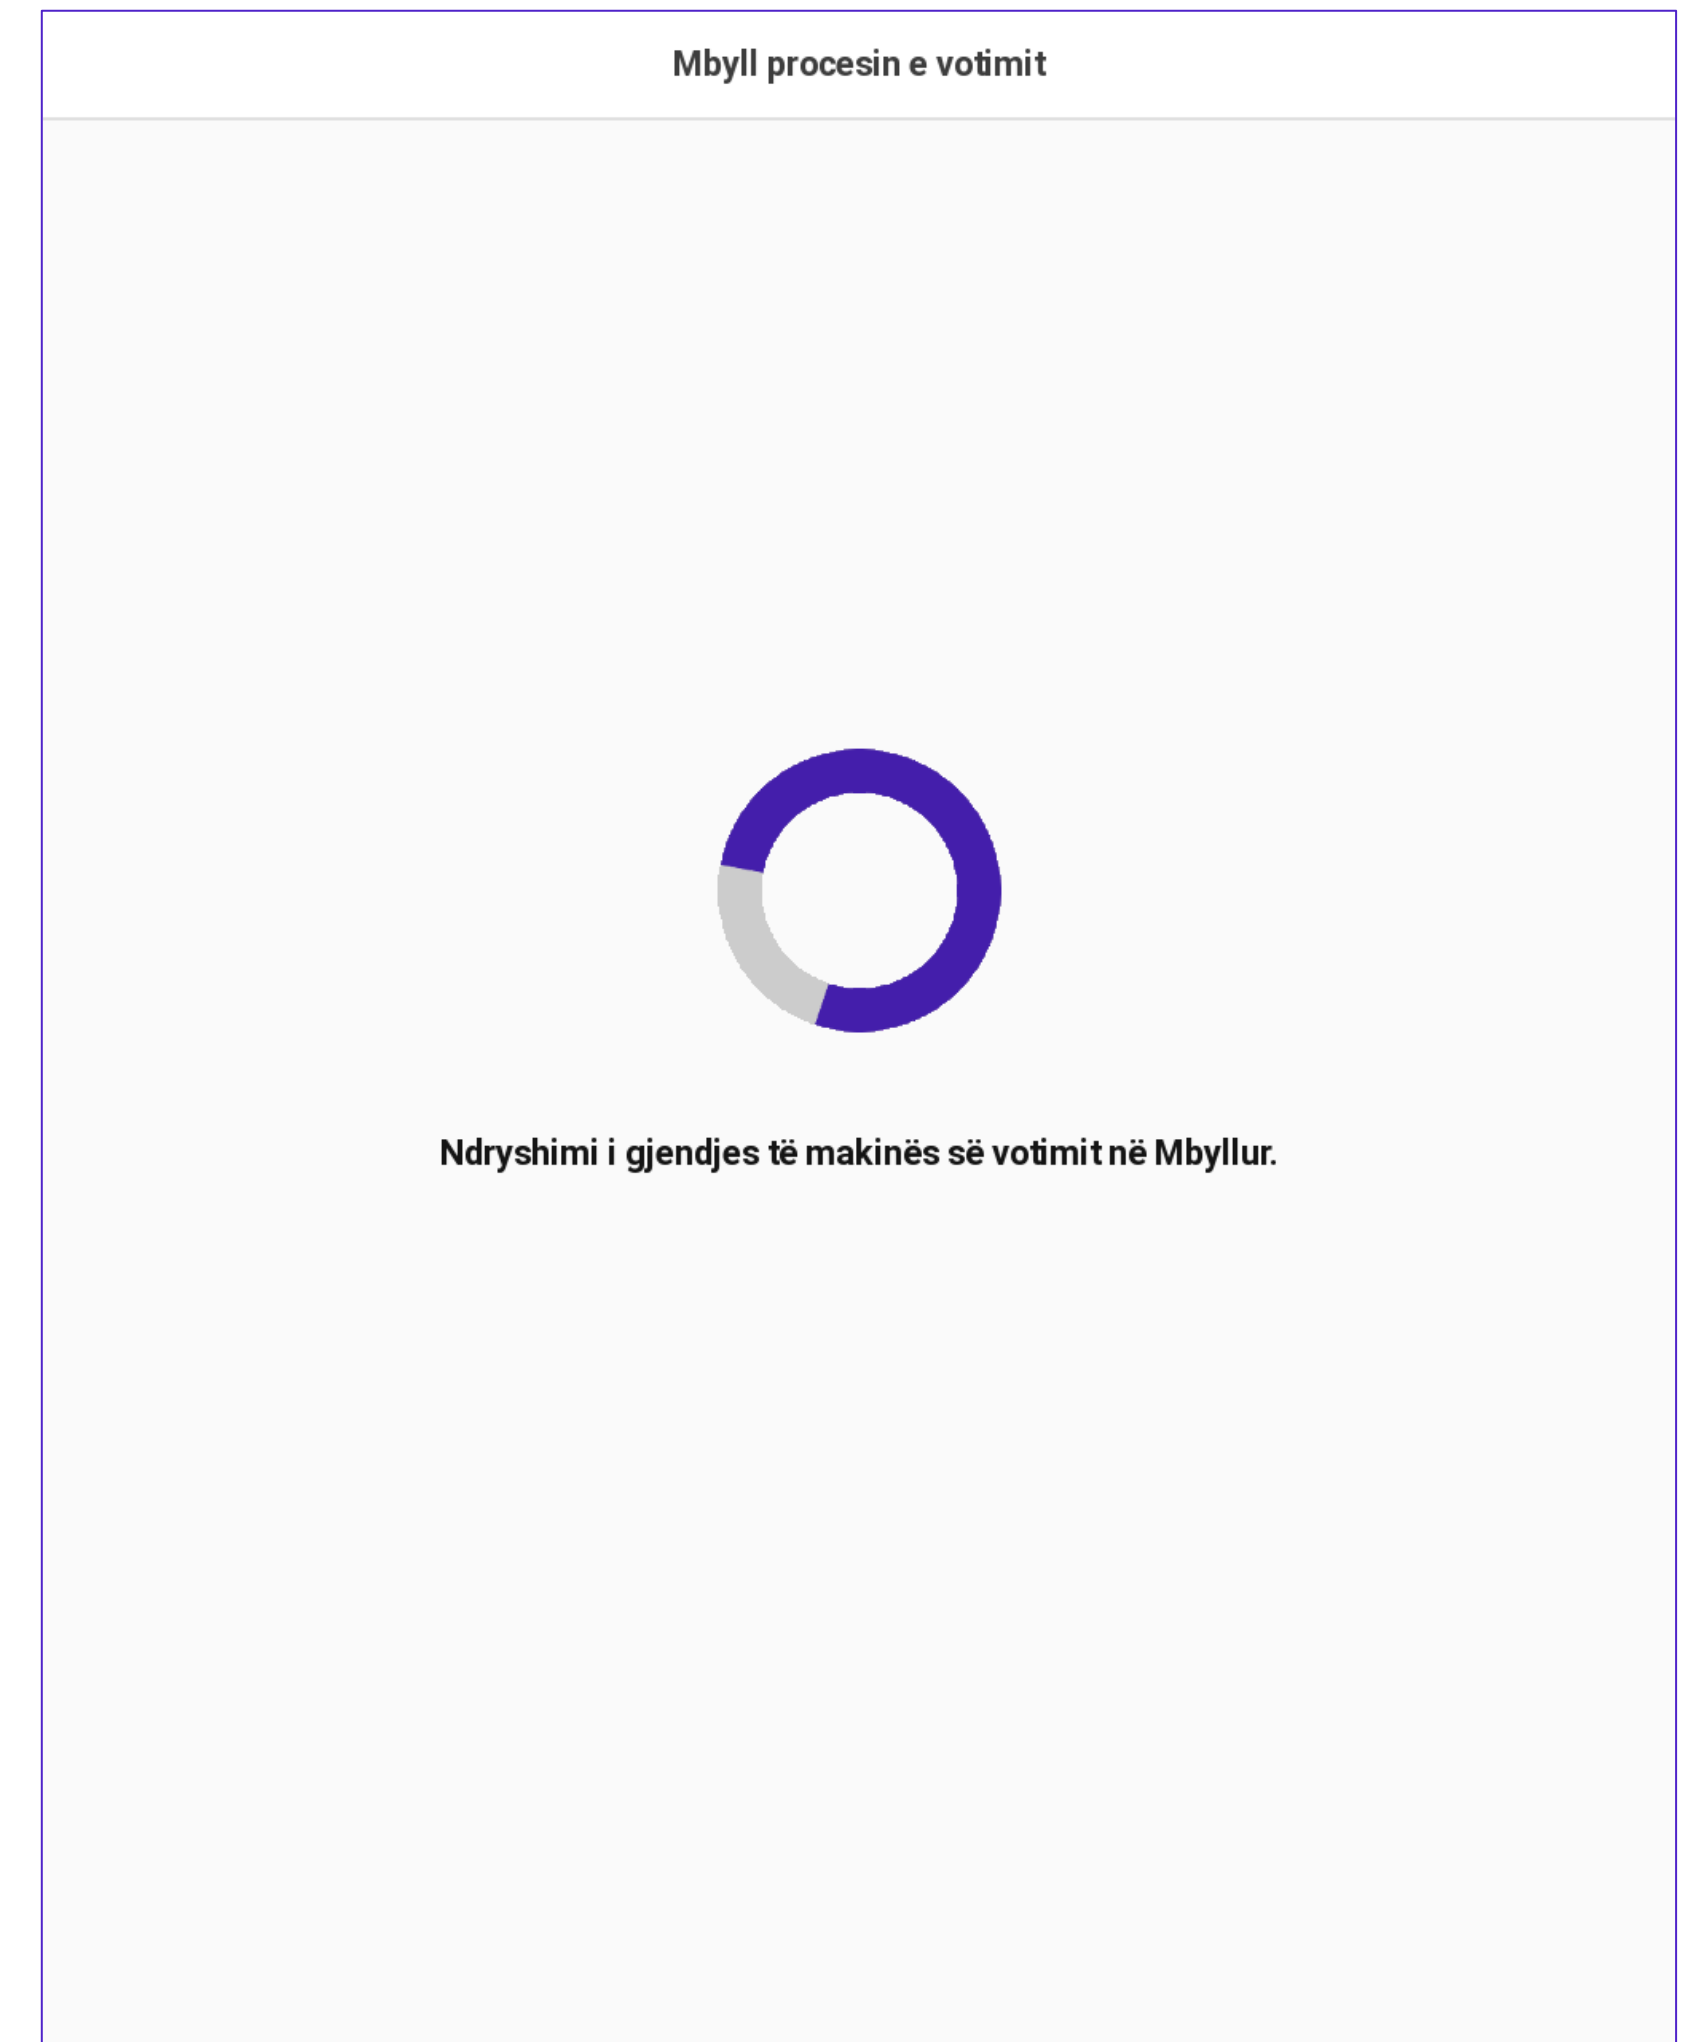 Mbyll procesin e votimit
Ndryshimi i gjendjes të makinës së votimit në Mbyllur.